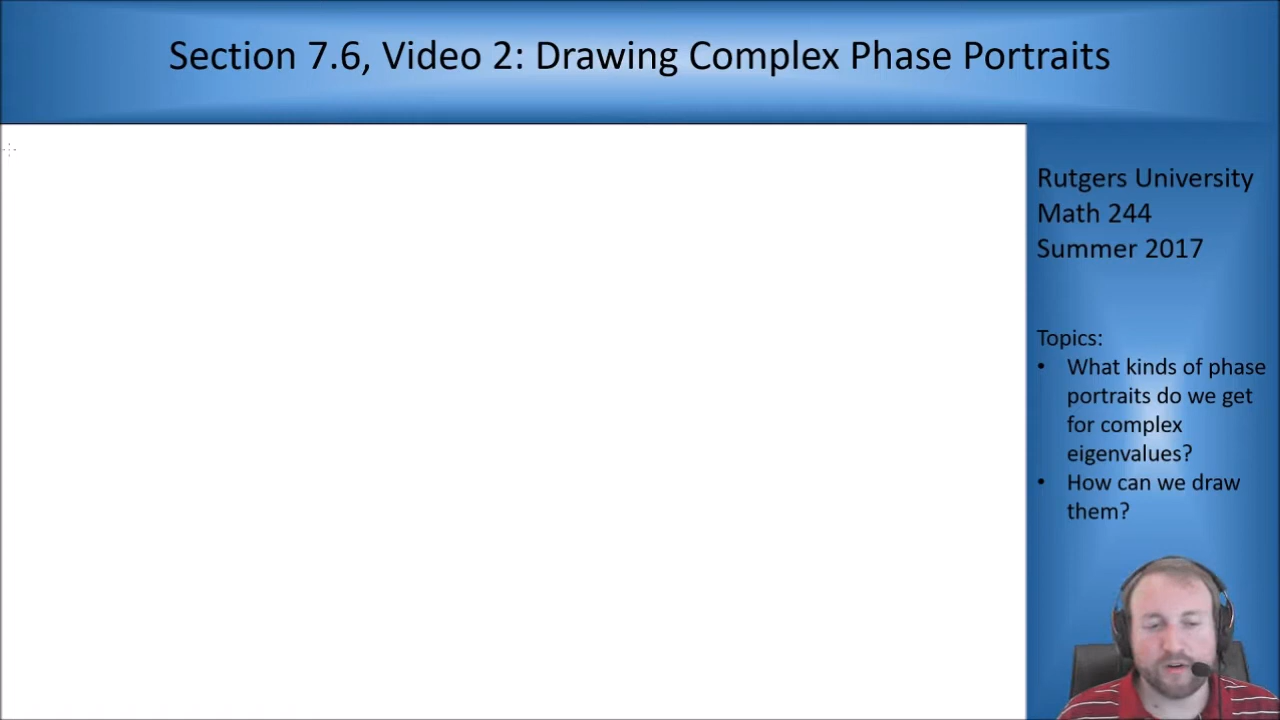 Section 7.6, Video 2: Drawing Complex Phase Portraits
Rutgers University
Math 244
Summer 2017
Topics:
• What kinds of phase
portraits do we get
for complex
eigenvalues?
• How can we draw
them?